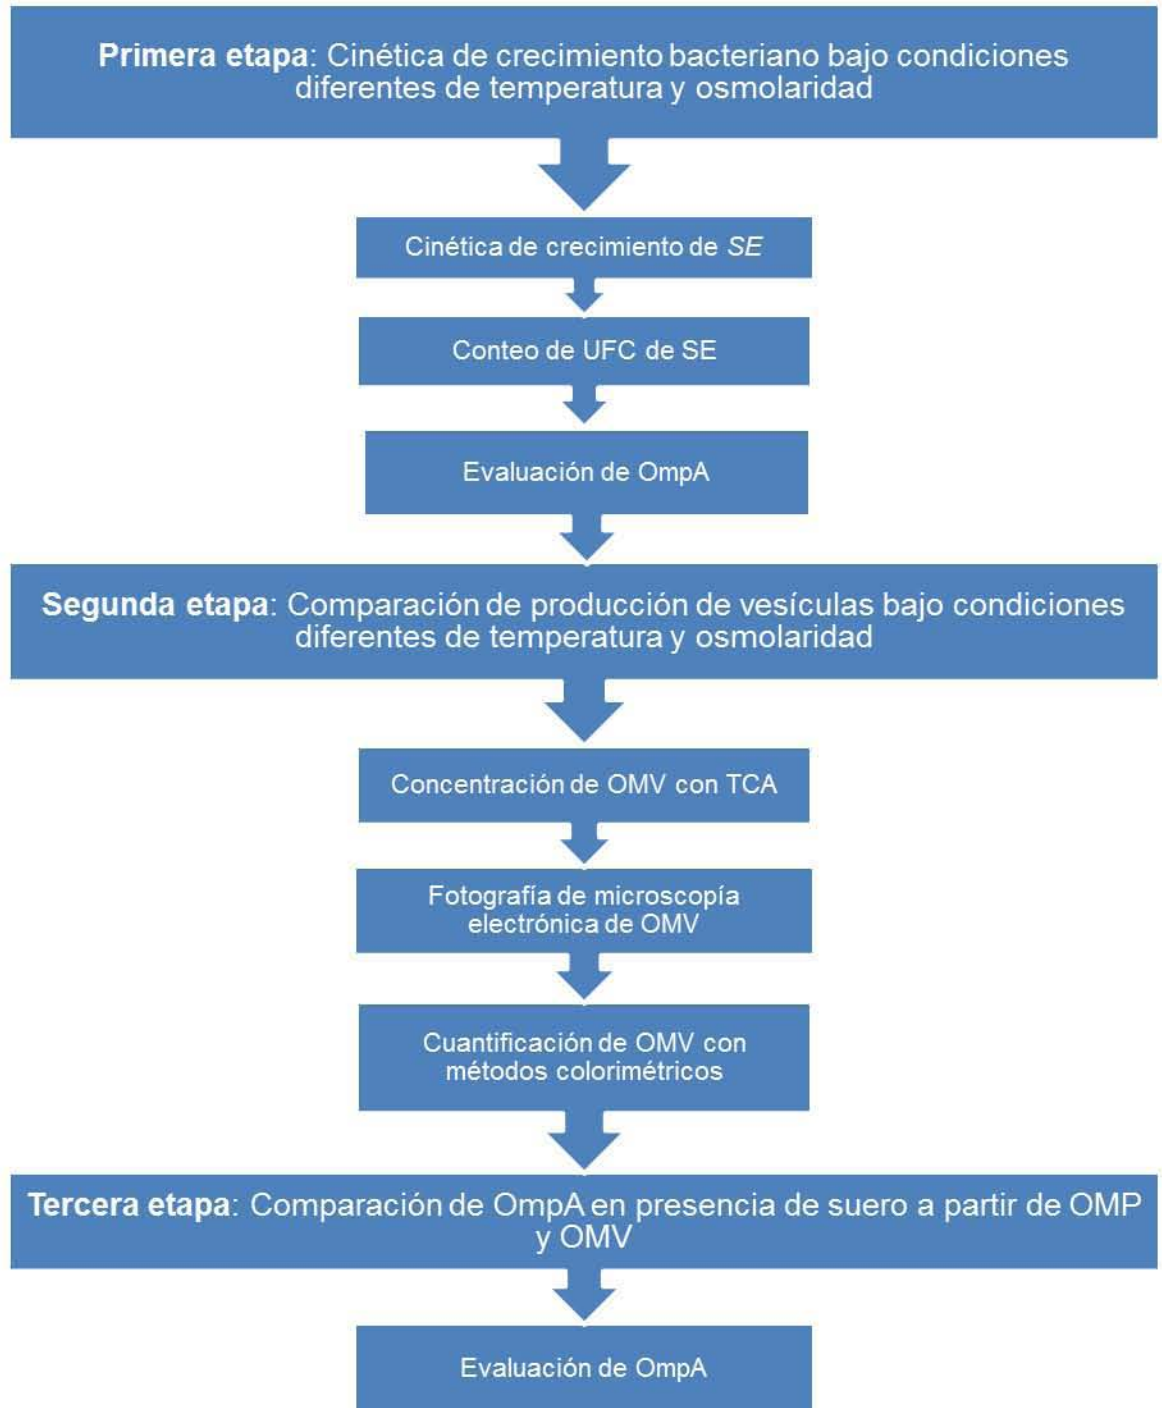 Primera etapa: Cinética de crecimiento bacteriano bajo condiciones
diferentes de temperatura y osmolaridad
Cinética de crecimiento de SE
Conteo de UFC de SE
Evaluación de OmpA
Segunda etapa: Comparación de producción de vesículas bajo condiciones
diferentes de temperatura y osmolaridad
Concentración de OMV con TCA
Fotografía de microscopía
electrónica de OMV
Cuantificación de OMV con
métodos colorimétricos
Tercera etapa: Comparación de OmpA en presencia de suero a partir de OMP
y OMV
Evaluación de OmpA